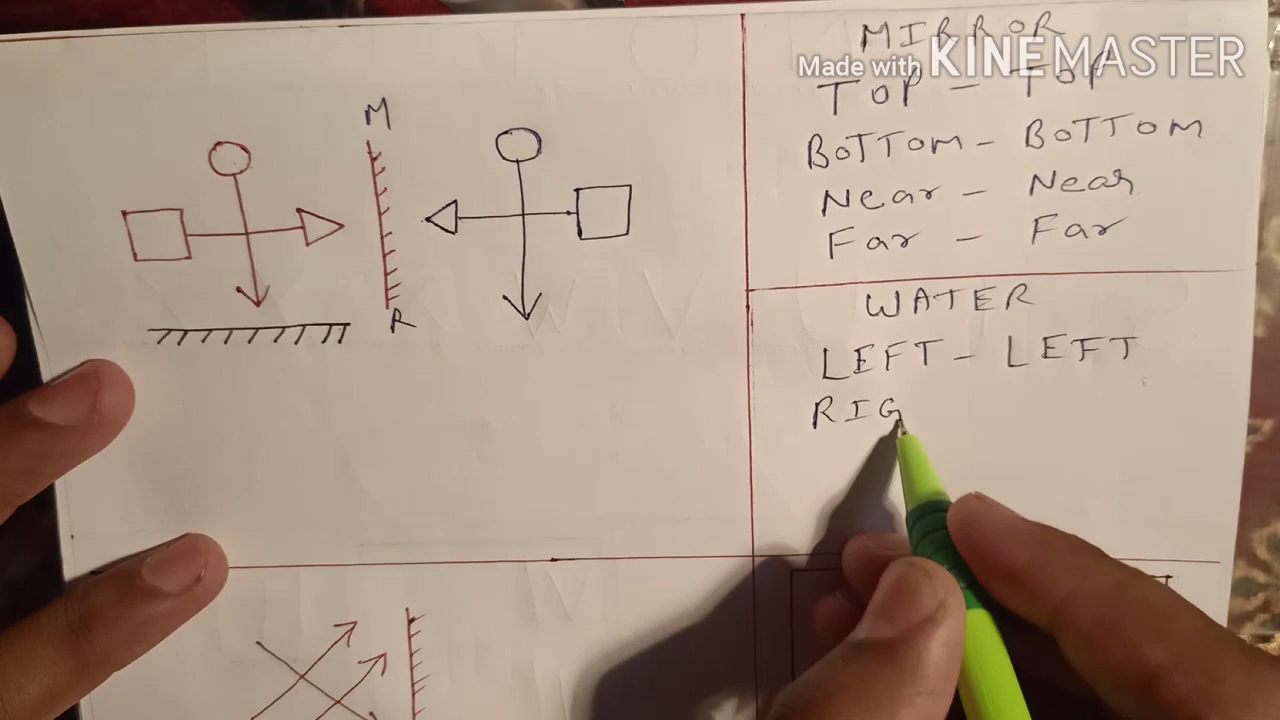 MIRROR
Made with KINEMASTER
TOP - TOP
BOTTOM - BOTTOM
Near - Near
Far - Far
M
R
WATER
LEFT - LEFT
RIG